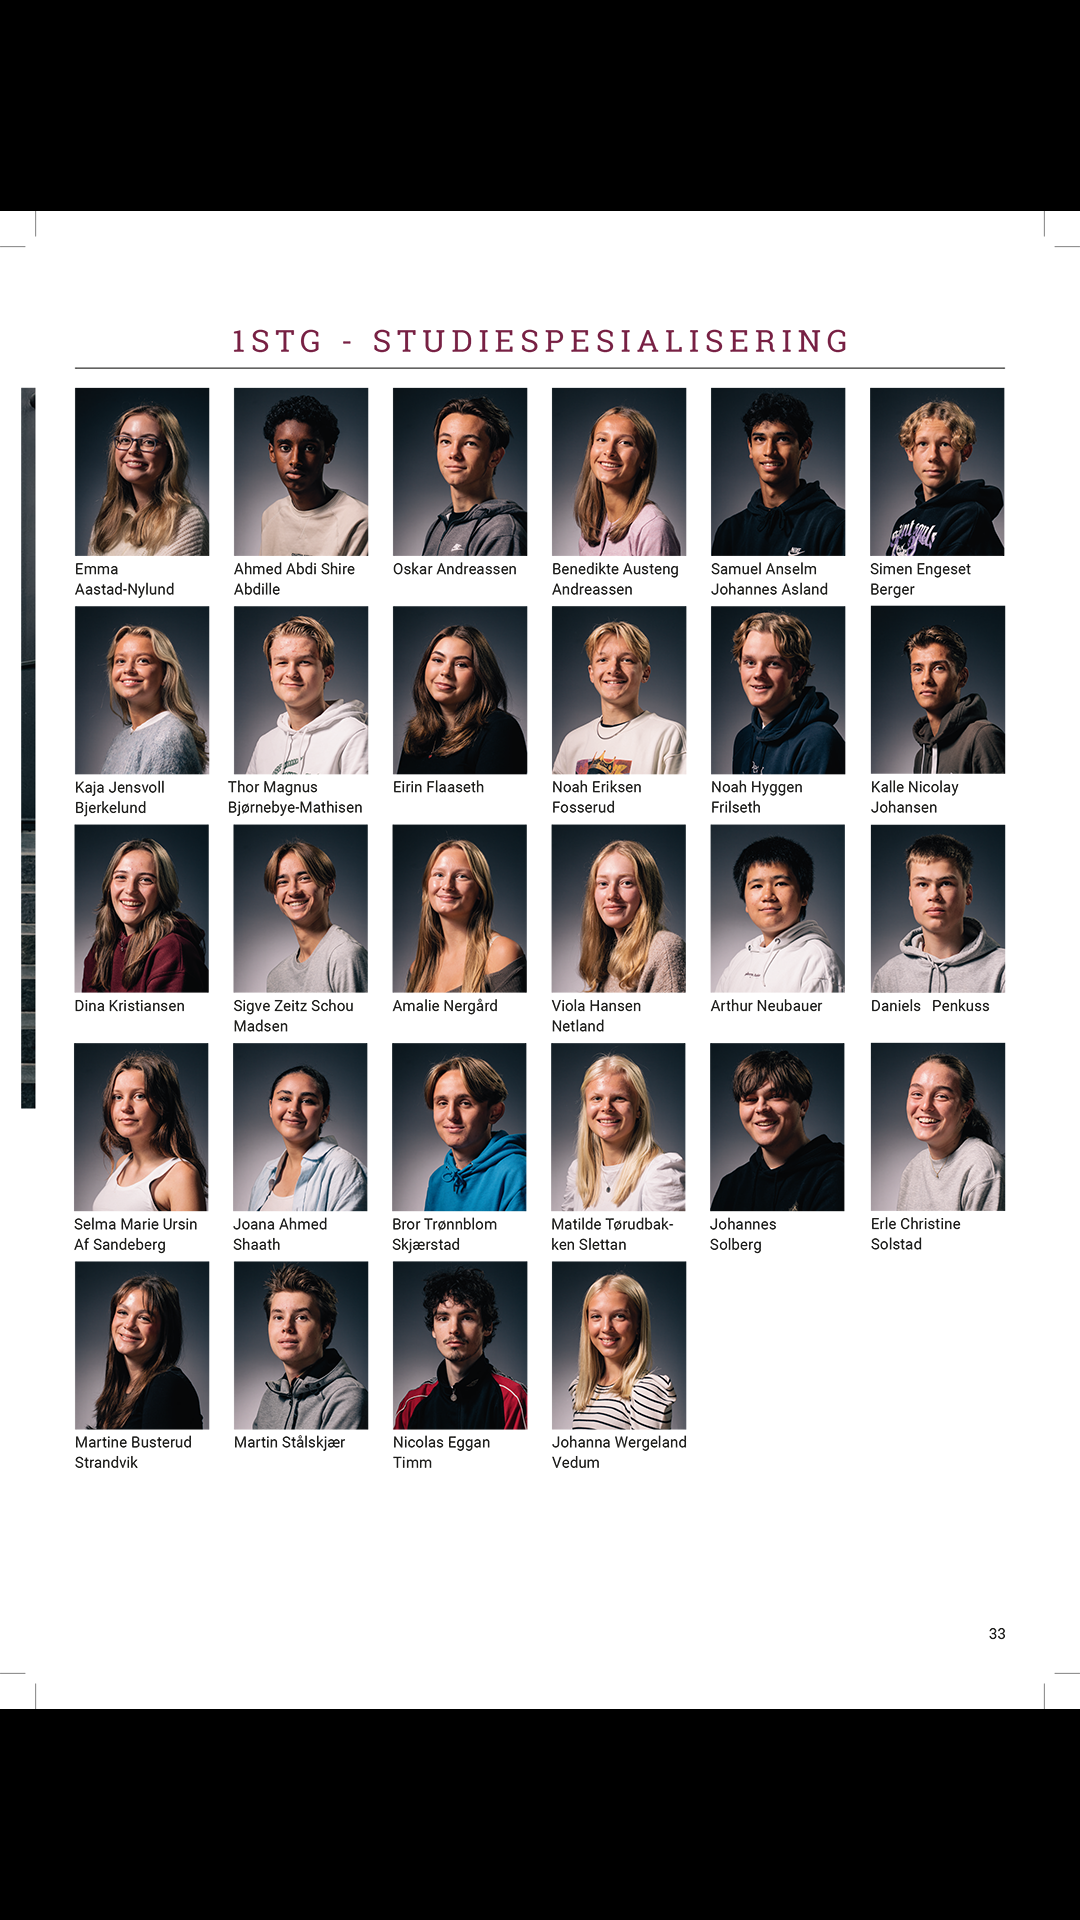 1STG - STUDIESPESIALISERING
Emma
Aastad-Nylund
Ahmed Abdi Shire
Abdille
Oskar Andreassen
Benedikte Austeng
Andreassen
Samuel Anselm
Johannes Asland
Simen Engeset
Berger
Kaja Jensvoll
Bjerkelund
Thor Magnus
Bjørnebye-Mathisen
Eirin Flaaseth
Noah Eriksen
Fosserud
Noah Hyggen
Frilseth
Kalle Nicolay
Johansen
Dina Kristiansen
Sigve Zeitz Schou
Madsen
Amalie Nergård
Viola Hansen
Netland
Arthur Neubauer
Daniels Penkuss
Selma Marie Ursin
Af Sandeberg
Joana Ahmed
Shaath
Bror Trønnblom
Skjærstad
Matilde Tørudbak-
ken Slettan
Johannes
Solberg
Erle Christine
Solstad
Martine Busterud
Strandvik
Martin Stålskjær
Nicolas Eggan
Timm
Johanna Wergeland
Vedum
33